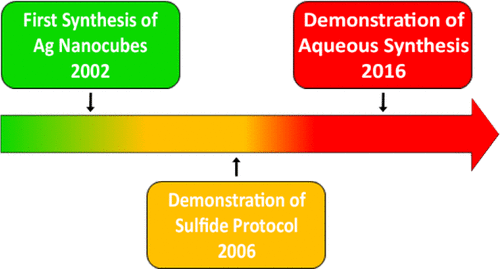 First Synthesis of
Ag Nanocubes
2002
Demonstration of
Aqueous Synthesis
2016
Demonstration of
Sulfide Protocol
2006